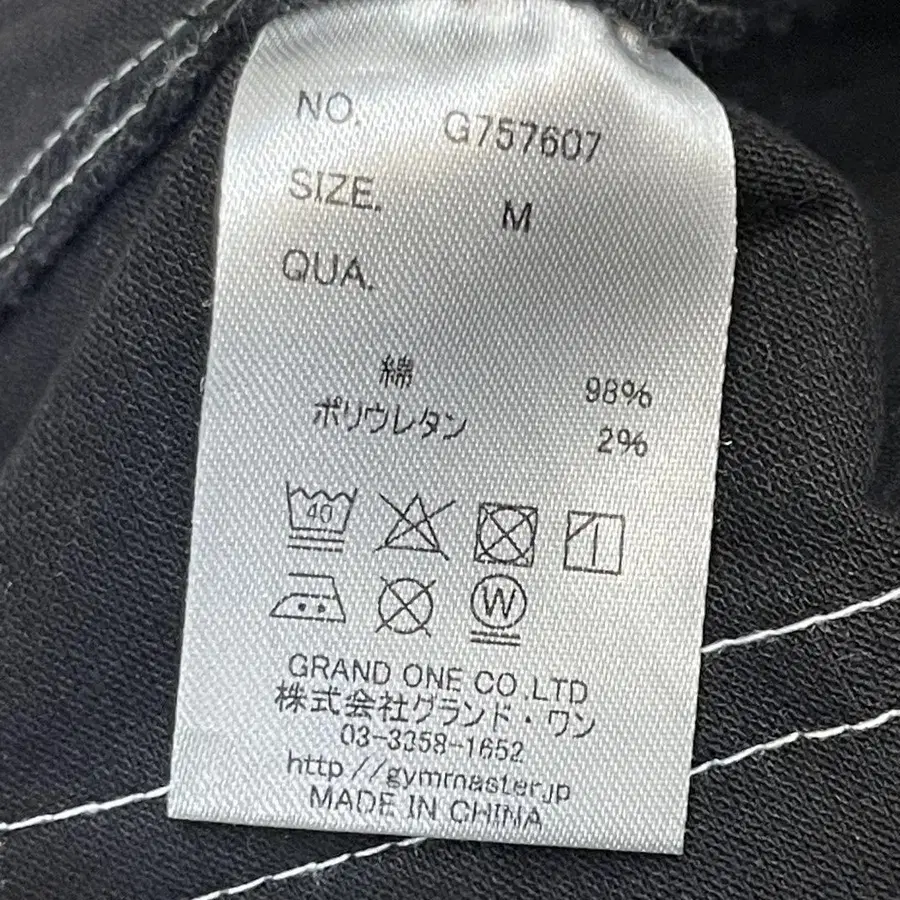 NO. G757607
SIZE. M
QUA.
綿 98%
ポリウレタン 2%
40
W
GRAND ONE CO.,LTD
株式会社グランド・ワン
03-3358-1652
http://gymmaster.jp
MADE IN CHINA